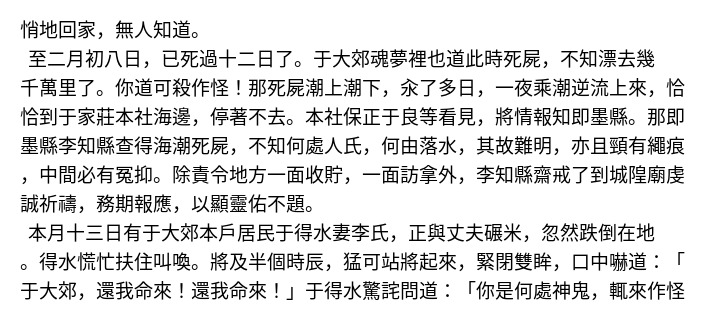 悄地回家，無人知道。
至二月初八日，已死過十二日了。于大郊魂夢裡也道此時死屍，不知漂去幾
千萬里了。你道可殺作怪！那死屍潮上潮下，氽了多日，一夜乘潮逆流上來，恰
恰到于家莊本社海邊，停著不去。本社保正于良等看見，將情報知即墨縣。那即
墨縣李知縣查得海潮死屍，不知何處人氏，何由落水，其故難明，亦且頸有繩痕
，中間必有冤抑。除責令地方一面收貯，一面訪拿外，李知縣齋戒了到城隍廟虔
誠祈禱，務期報應，以顯靈佑不題。
本月十三日有于大郊本戶居民于得水妻李氏，正與丈夫碾米，忽然跌倒在地
。得水慌忙扶住叫喚。將及半個時辰，猛可站將起來，緊閉雙眸，口中嚇道：「
于大郊，還我命來！還我命來！」于得水驚詫問道：「你是何處神鬼，輒來作怪